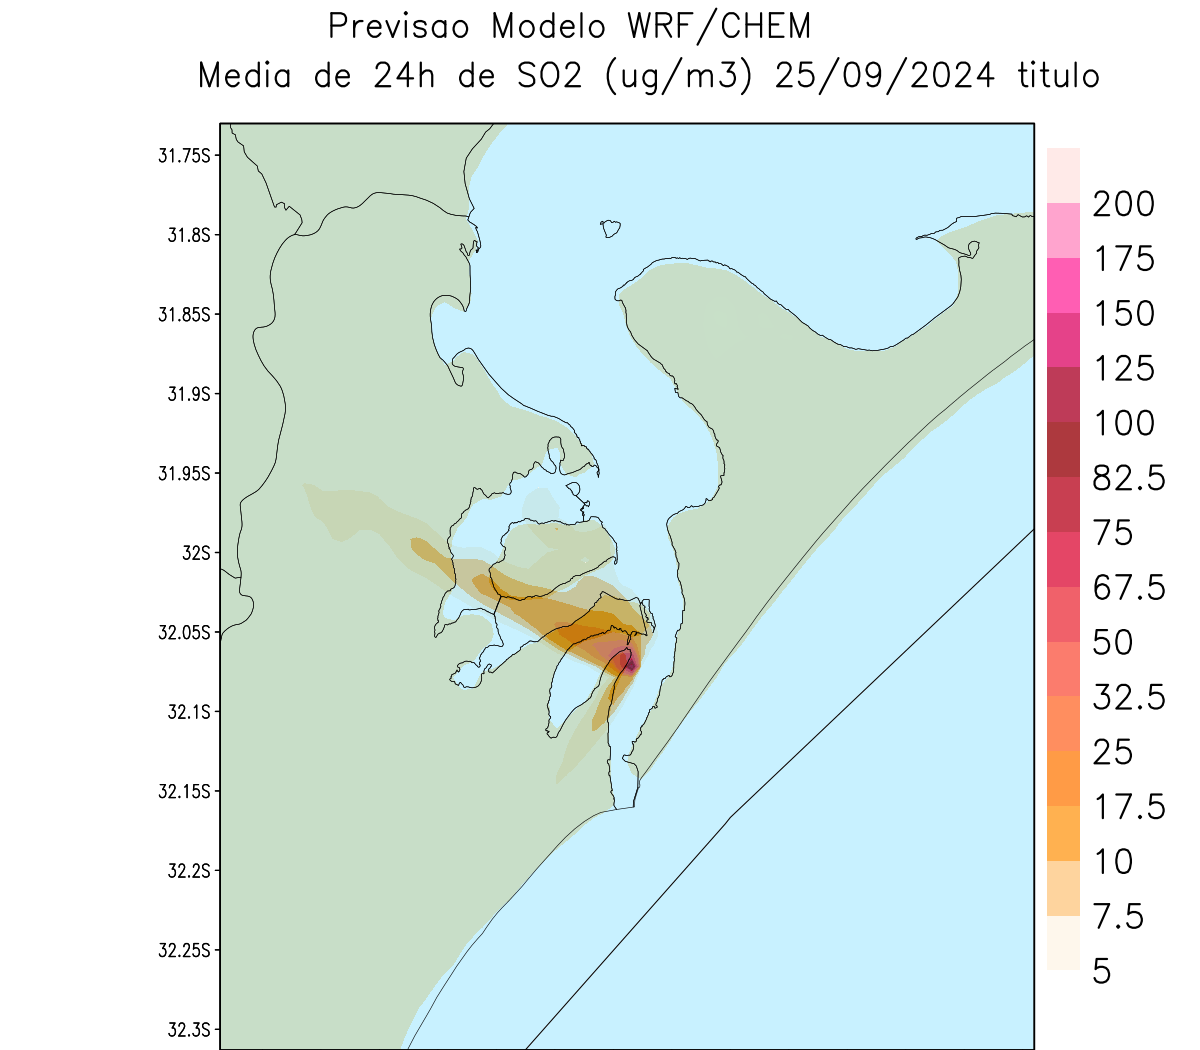 Previsao Modelo WRF/CHEM
Media de 24h de SO2 (ug/m3) 25/09/2024 titulo
31.75S
31.8S
31.85S
31.9S
31.95S
32S
32.05S
32.1S
32.15S
32.2S
32.25S
32.3S
200
175
150
125
100
82.5
75
67.5
50
32.5
25
17.5
10
7.5
5